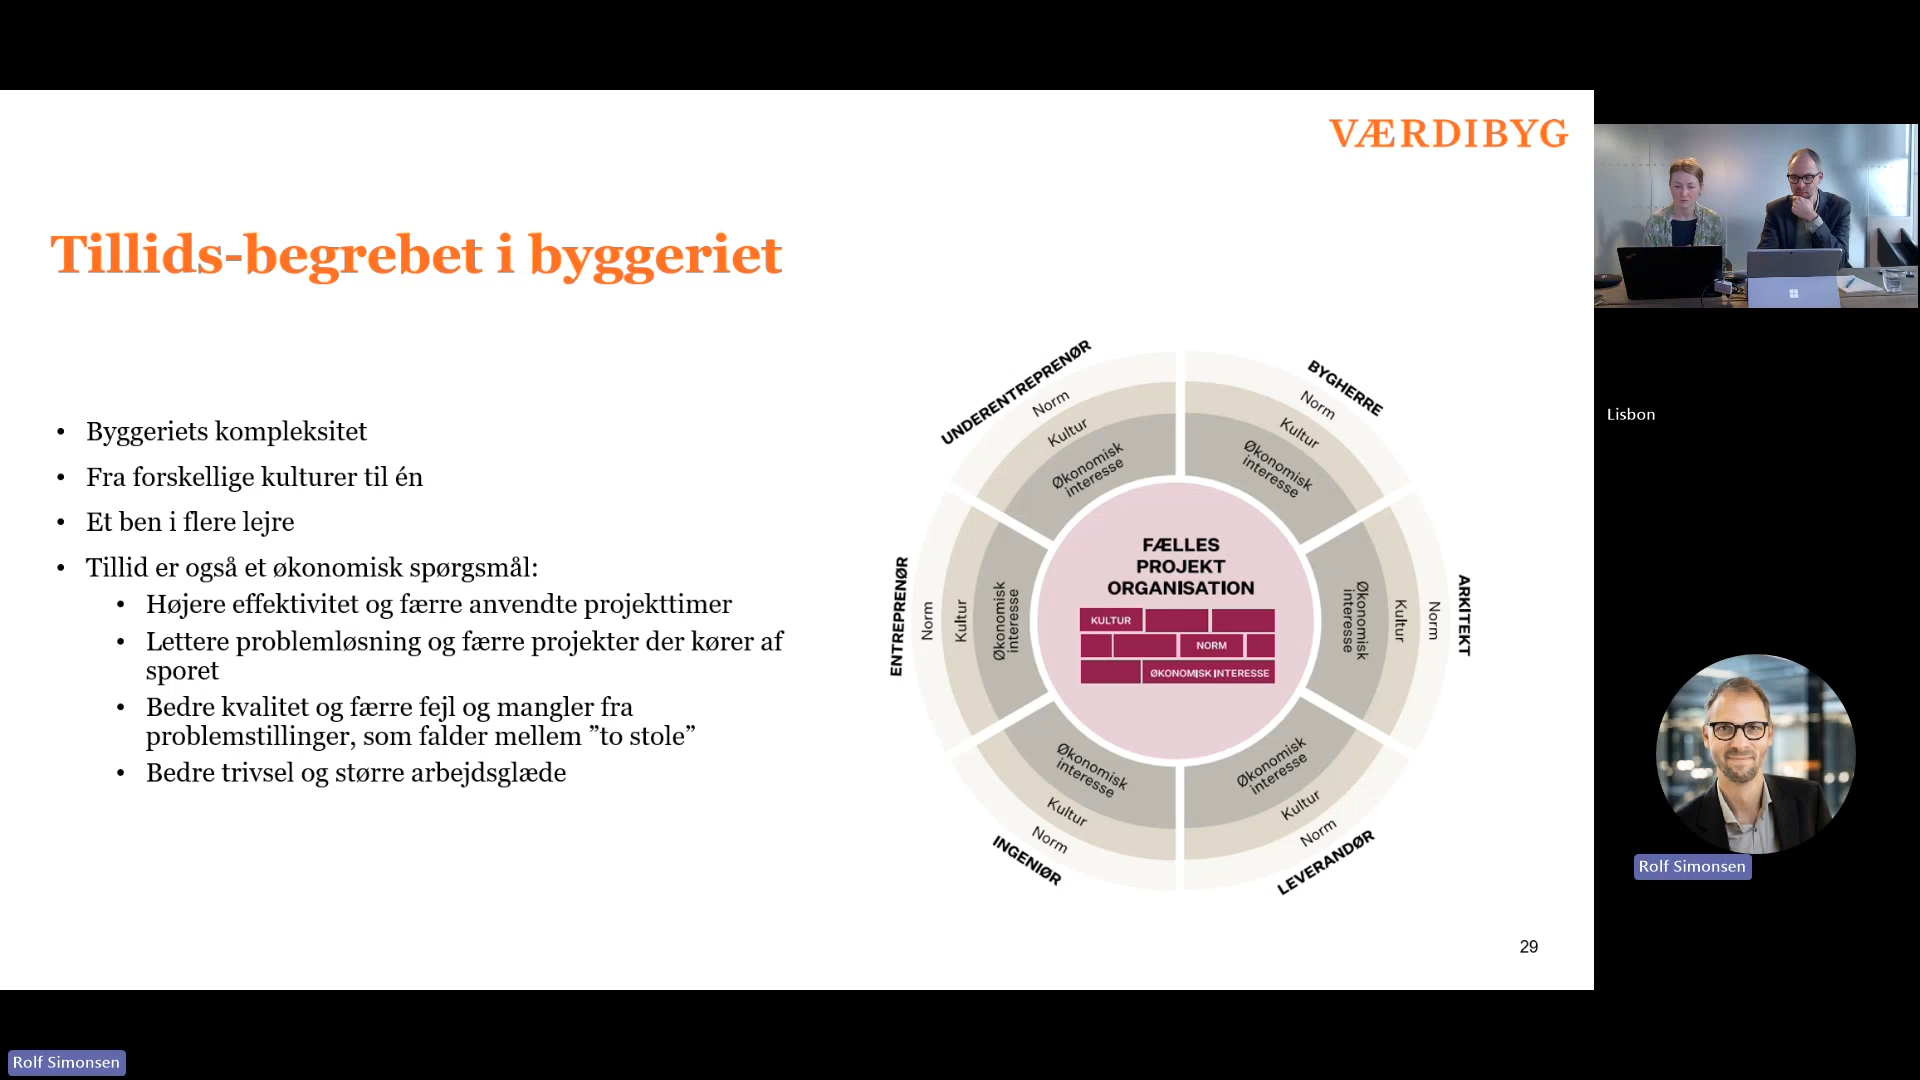 VÆRDIBYG
Tillids-begrebet i byggeriet
• Byggeriets kompleksitet
• Fra forskellige kulturer til én
• Et ben i flere lejre
• Tillid er også et økonomisk spørgsmål:
• Højere effektivitet og færre anvendte projekttimer
• Lettere problemløsning og færre projekter der kører af
sporet
• Bedre kvalitet og færre fejl og mangler fra
problemstillinger, som falder mellem ”to stole”
• Bedre trivsel og større arbejdsglæde
UNDERENTREPRENØR
Norm
Kultur
Økonomisk
interesse
BYGHERRE
Norm
Kultur
Økonomisk
interesse
ARKITEKT
Norm
Kultur
Økonomisk
interesse
LEVERANDØR
Norm
Kultur
Økonomisk
interesse
INGENIØR
Norm
Kultur
Økonomisk
interesse
ENTREPRENØR
Norm
Kultur
Økonomisk
interesse
FÆLLES
PROJEKT
ORGANISATION
KULTUR
NORM
ØKONOMISK INTERESSE
29
Lisbon
Rolf Simonsen
Rolf Simonsen